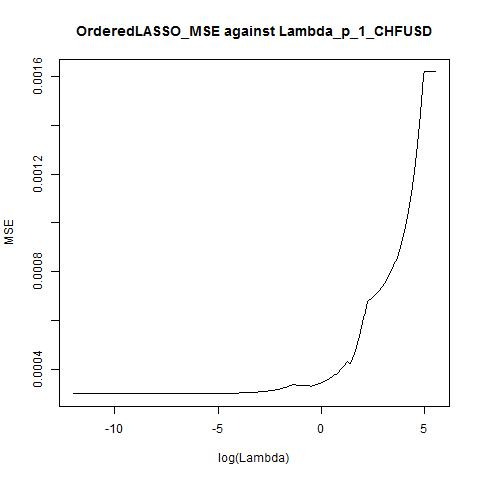 OrderedLASSO_MSE against Lambda_p_1_CHFUSD
0.0016
0.0012
0.0008
0.0004
MSE
-10 -5 0 5
log(Lambda)